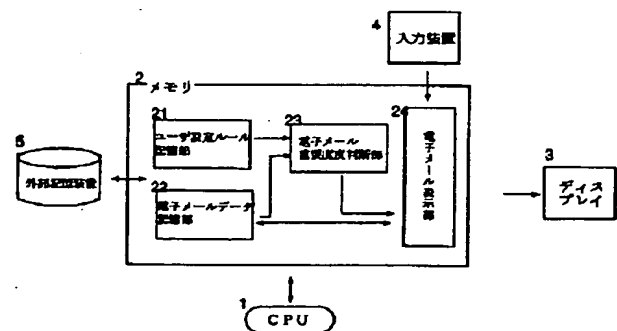 4
入力装置
2
メモリ
21
ユーザ設定ルール
記憶部
23
電子メール
重要度判断部
24
電子メール表示部
5
外部記憶装置
22
電子メールデータ
記憶部
3
ディス
プレイ
1
CPU